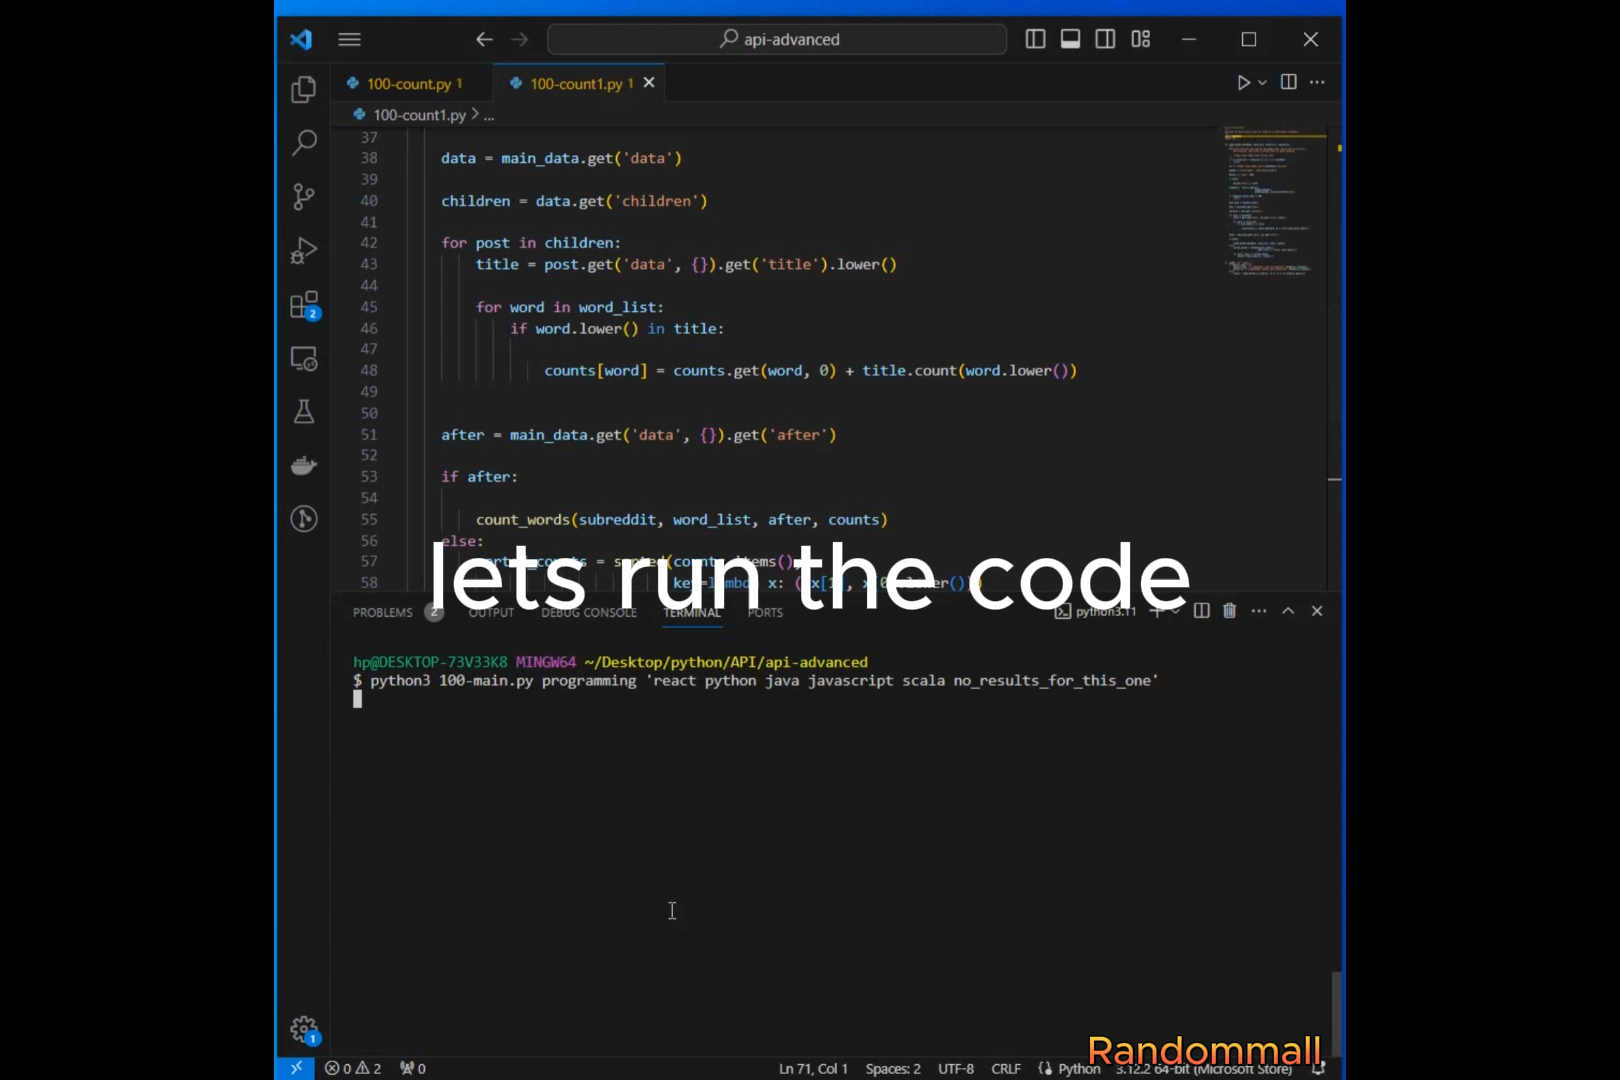 api-advanced
100-count.py 1
100-count1.py 1
100-count1.py > ...
37
38 data = main_data.get('data')
39
40 children = data.get('children')
41
42 for post in children:
43 title = post.get('data', {}).get('title').lower()
44
45 for word in word_list:
46 if word.lower() in title:
47
48 counts[word] = counts.get(word, 0) + title.count(word.lower())
49
50
51 after = main_data.get('data', {}).get('after')
52
53 if after:
54
55 count_words(subreddit, word_list, after, counts)
56 else:
57
58
lets run the code
PROBLEMS 2 OUTPUT DEBUG CONSOLE TERMINAL PORTS python3.11
hp@DESKTOP-73V33K8 MINGW64 ~/Desktop/python/API/api-advanced
$ python3 100-main.py programming 'react python java javascript scala no_results_for_this_one'
2
1
Randommall
0 2 0 Ln 71, Col 1 Spaces: 2 UTF-8 CRLF Python 3.12.2 64-bit (Microsoft Store)